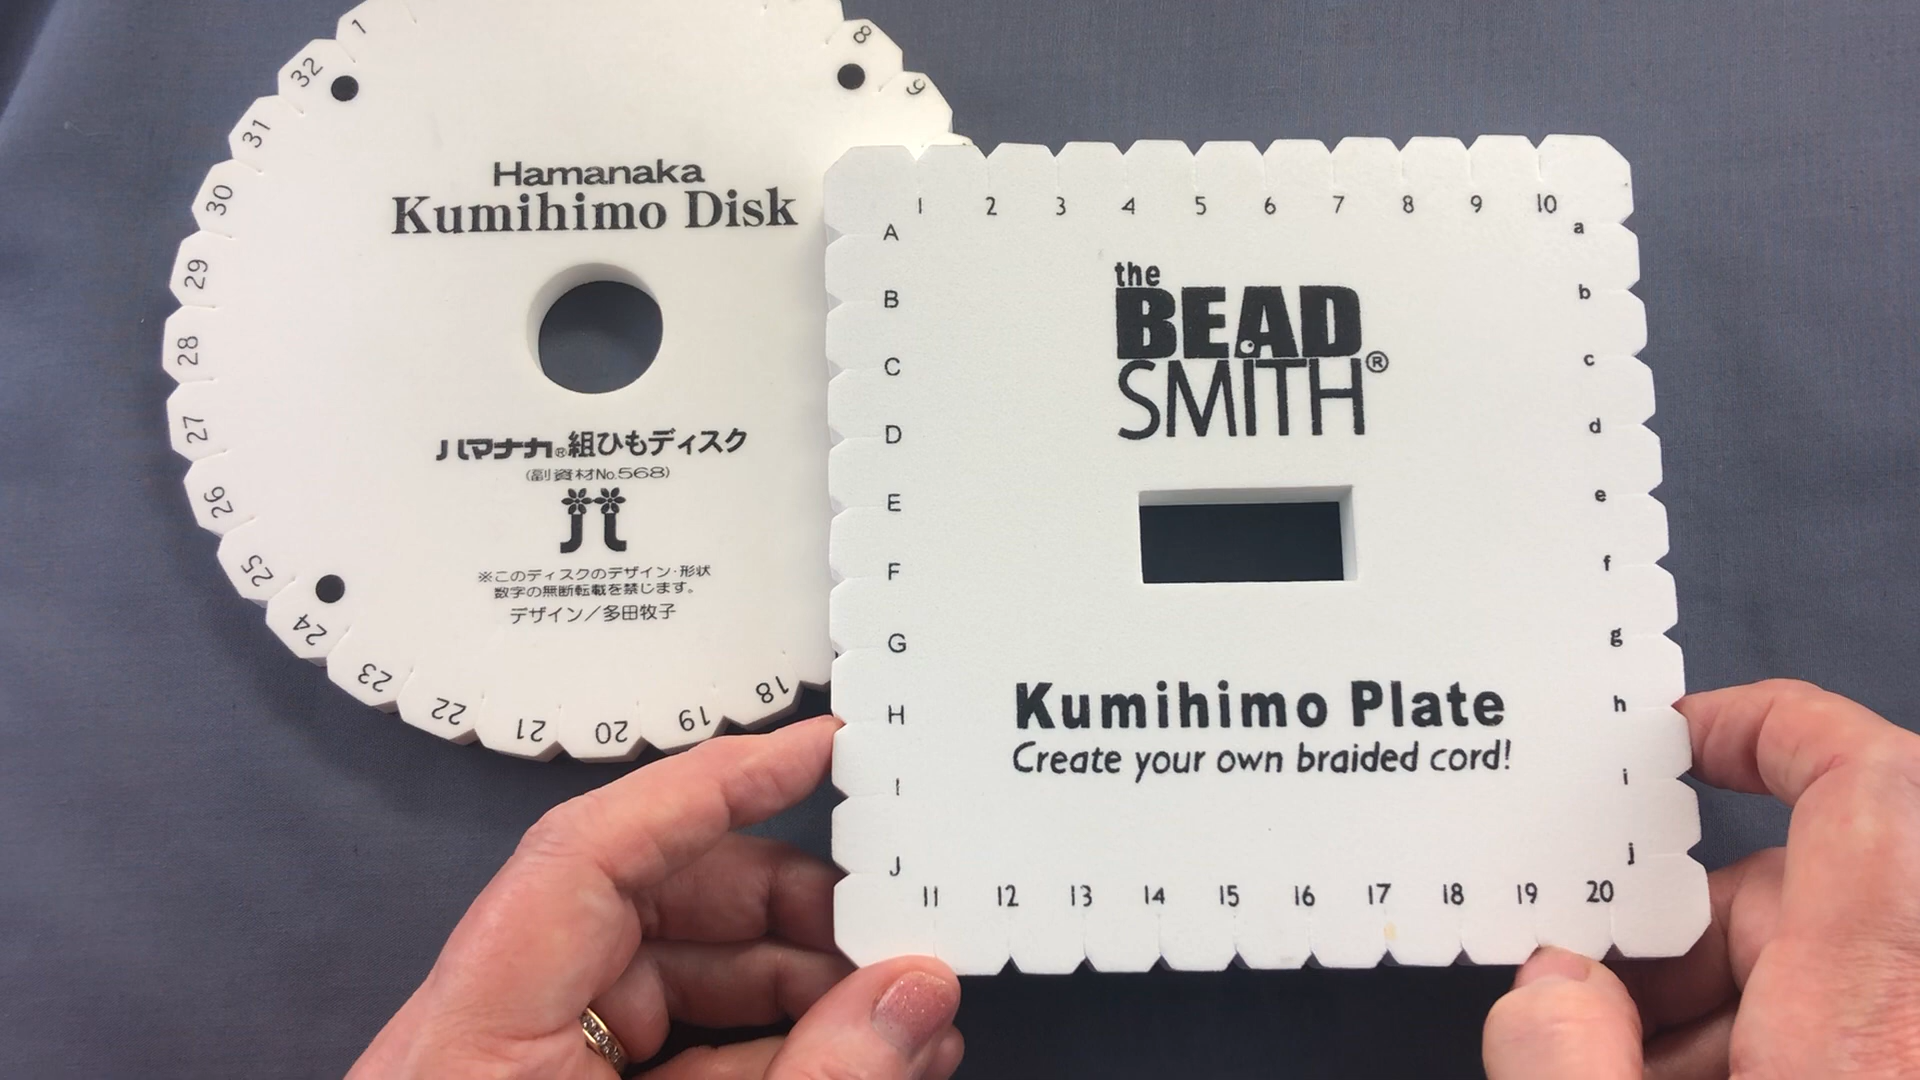 1
8
9
32
31
30
29
28
27
26
25
24
23
22
21
20
19
18
Hamanaka
Kumihimo Disk
ハマナカ®組ひもディスク
(副資材No.568)
※このディスクのデザイン・形状
数字の無断転載を禁じます。
デザイン/多田牧子
1 2 3 4 5 6 7 8 9 10
A
B
C
D
E
F
G
H
I
J
a
b
c
d
e
f
g
h
i
j
the
BEAD
SMITH®
Kumihimo Plate
Create your own braided cord!
11 12 13 14 15 16 17 18 19 20